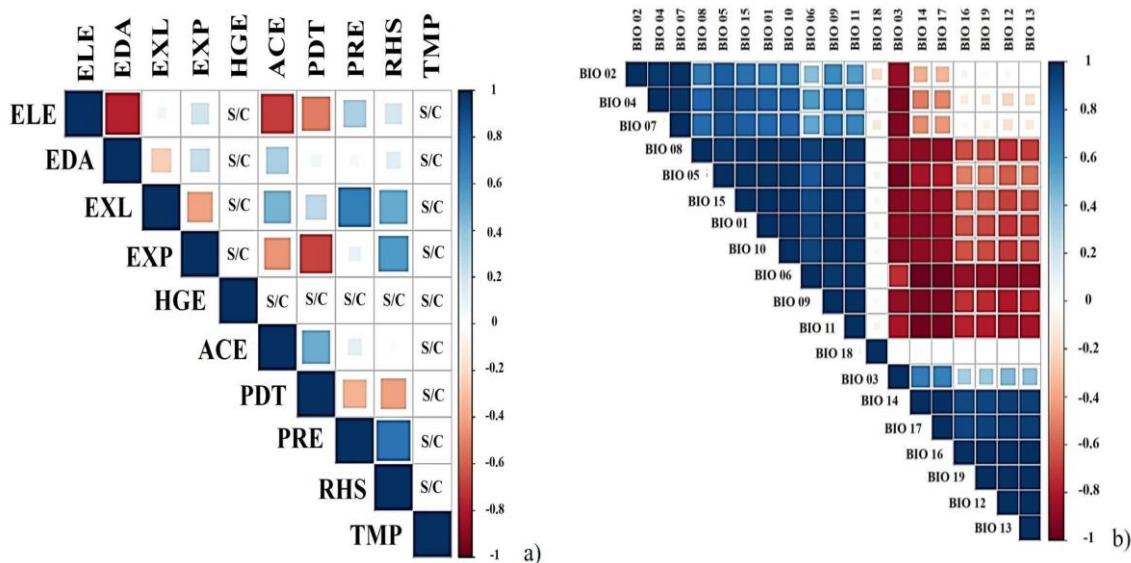 ELE EDA EXL EXP HGE ACE PDT PRE RHS TMP
ELE S/C S/C
EDA S/C S/C
EXL S/C S/C
EXP S/C S/C
HGE S/C S/C S/C S/C S/C
ACE S/C
PDT S/C
PRE S/C
RHS S/C
TMP
1
0.8
0.6
0.4
0.2
0
-0.2
-0.4
-0.6
-0.8
-1
a)
BIO 02 BIO 04 BIO 07 BIO 08 BIO 05 BIO 15 BIO 01 BIO 10 BIO 06 BIO 09 BIO 11 BIO 18 BIO 03 BIO 14 BIO 17 BIO 16 BIO 19 BIO 12 BIO 13
BIO 02
BIO 04
BIO 07
BIO 08
BIO 05
BIO 15
BIO 01
BIO 10
BIO 06
BIO 09
BIO 11
BIO 18
BIO 03
BIO 14
BIO 17
BIO 16
BIO 19
BIO 12
BIO 13
1
0.8
0.6
0.4
0.2
0
-0.2
-0.4
-0.6
-0.8
-1
b)